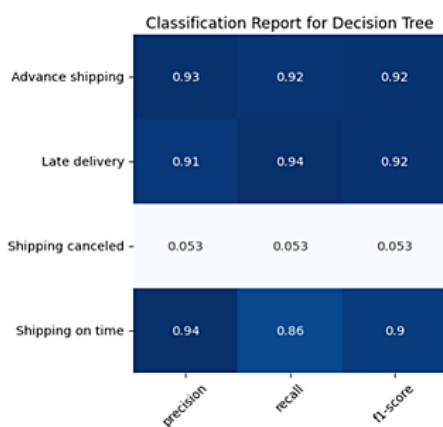 Classification Report for Decision Tree
Advance shipping 0.93 0.92 0.92
Late delivery 0.91 0.94 0.92
Shipping canceled 0.053 0.053 0.053
Shipping on time 0.94 0.86 0.9
precision recall f1-score